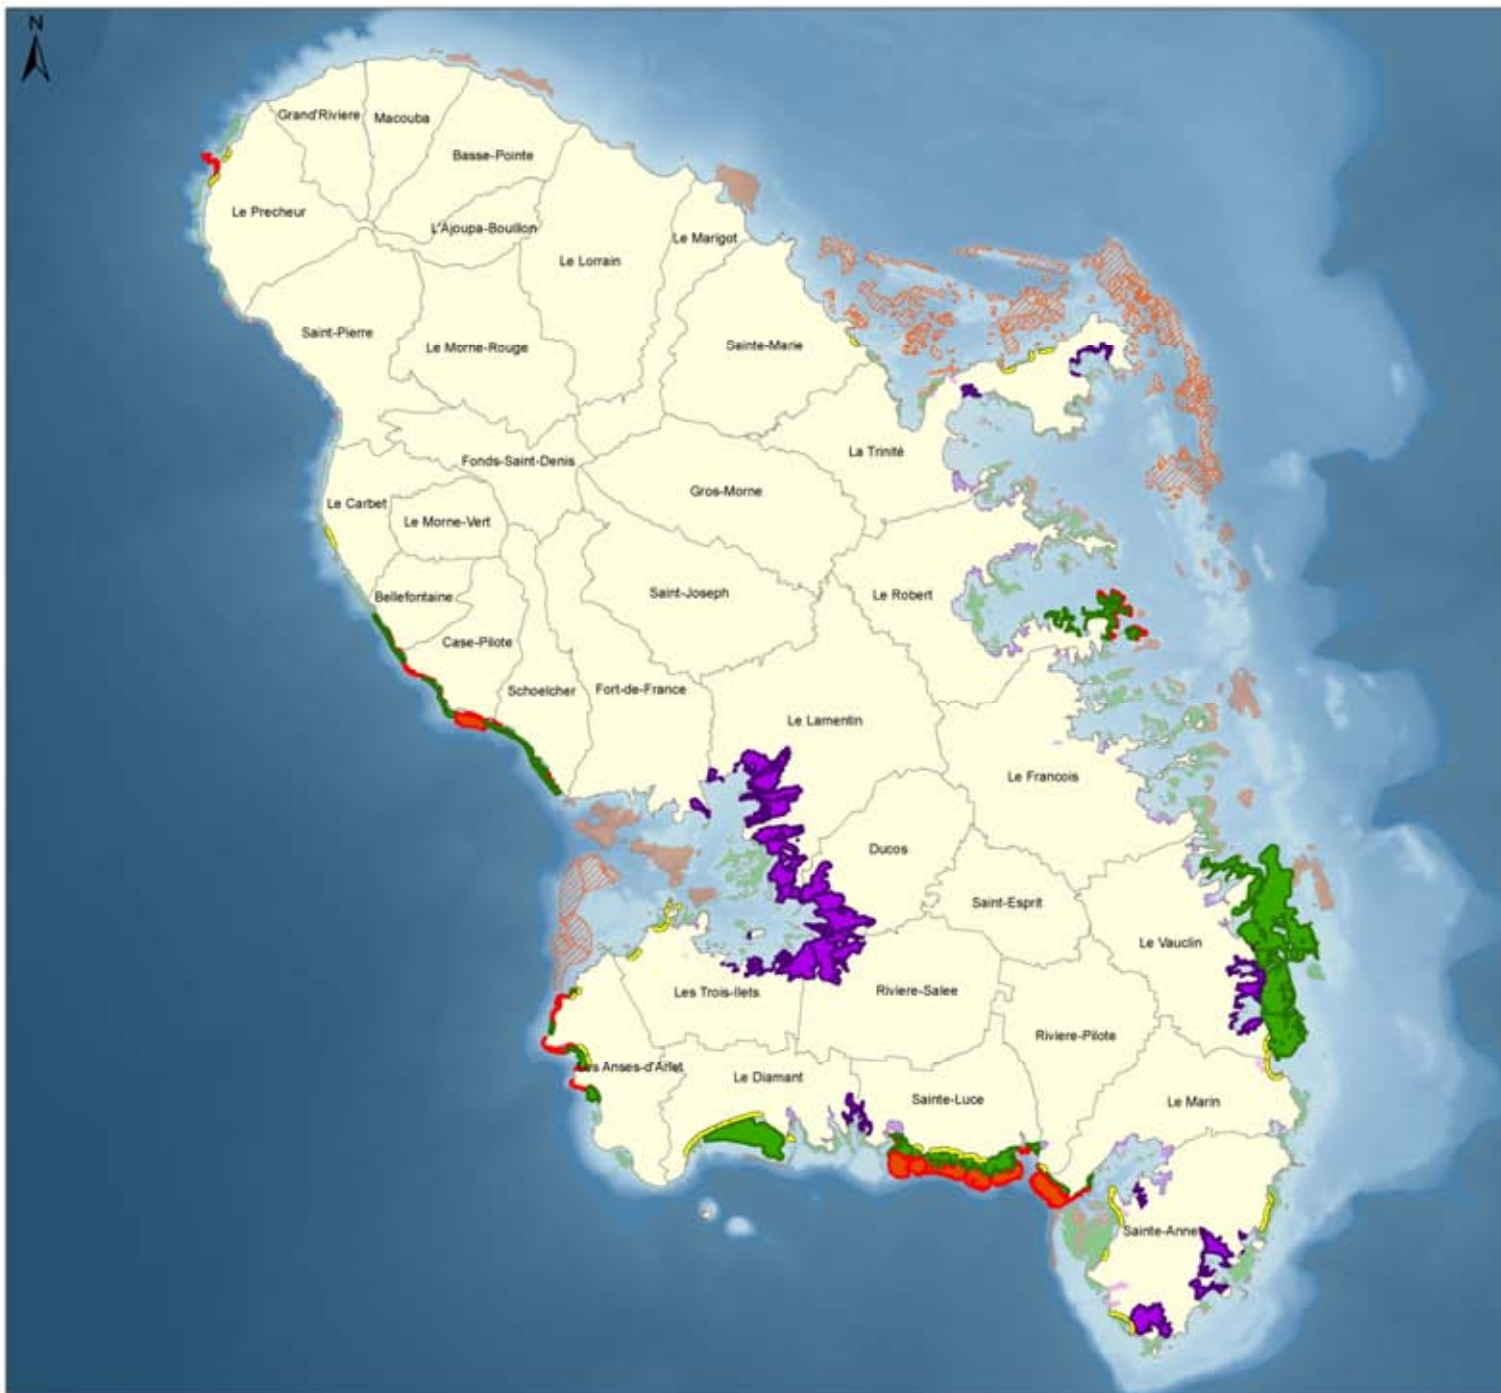 N
Grand'Riviere
Macouba
Basse-Pointe
Le Precheur
L'Ajoupa-Bouillon
Le Marigot
Le Lorrain
Saint-Pierre
Le Morne-Rouge
Sainte-Marie
La Trinité
Fonds-Saint-Denis
Gros-Morne
Le Carbet
Le Morne-Vert
Bellefontaine
Saint-Joseph
Le Robert
Case-Pilote
Schoelcher
Fort-de-France
Le Lamentin
Le Francois
Ducos
Saint-Esprit
Le Vauclin
Les Trois-Ilets
Riviere-Salee
Riviere-Pilote
Les Anses-d'Arlet
Le Diamant
Sainte-Luce
Le Marin
Sainte-Anne